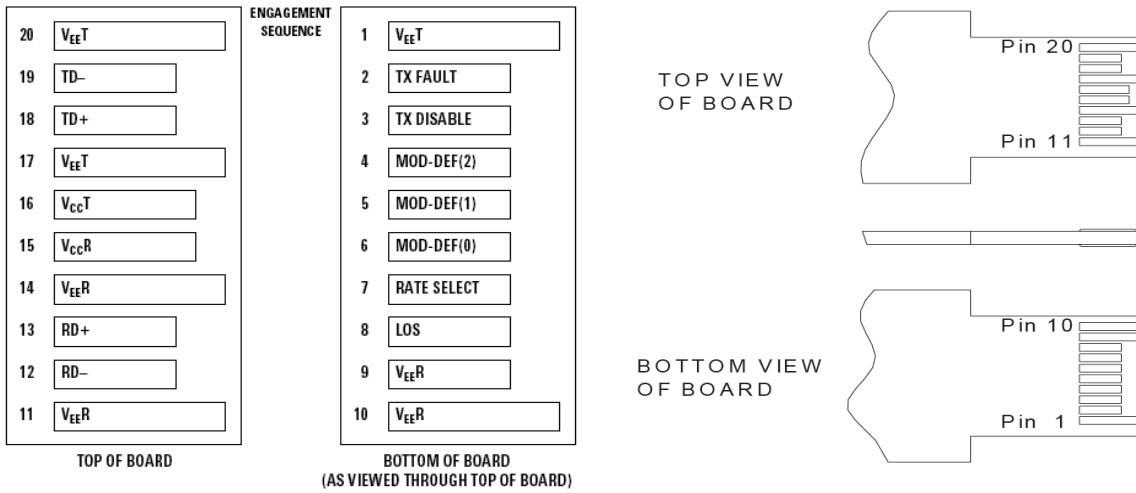 ENGAGEMENT
SEQUENCE
20 VEET
19 TD–
18 TD+
17 VEET
16 VCCT
15 VCCR
14 VEER
13 RD+
12 RD–
11 VEER
TOP OF BOARD
1 VEET
2 TX FAULT
3 TX DISABLE
4 MOD-DEF(2)
5 MOD-DEF(1)
6 MOD-DEF(0)
7 RATE SELECT
8 LOS
9 VEER
10 VEER
BOTTOM OF BOARD
(AS VIEWED THROUGH TOP OF BOARD)
TOP VIEW
OF BOARD
Pin 20
Pin 11
BOTTOM VIEW
OF BOARD
Pin 10
Pin 1